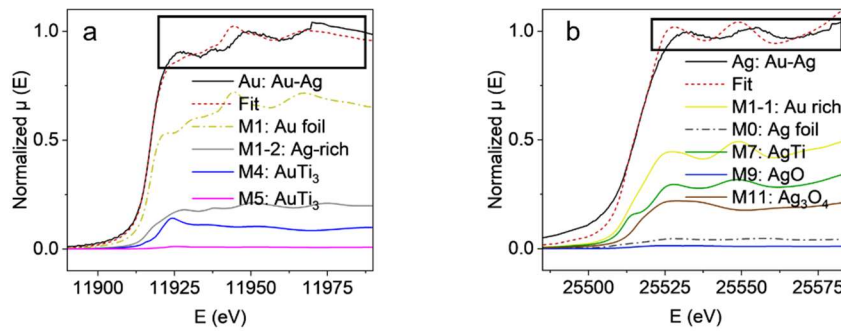 a
Normalized µ (E)
1.0
0.5
0.0
Au: Au-Ag
Fit
M1: Au foil
M1-2: Ag-rich
M4: AuTi₃
M5: AuTi₃
11900 11925 11950 11975
E (eV)
b
Normalized µ (E)
1.0
0.5
0.0
Ag: Au-Ag
Fit
M1-1: Au rich
M0: Ag foil
M7: AgTi
M9: AgO
M11: Ag₃O₄
25500 25525 25550 25575
E (eV)